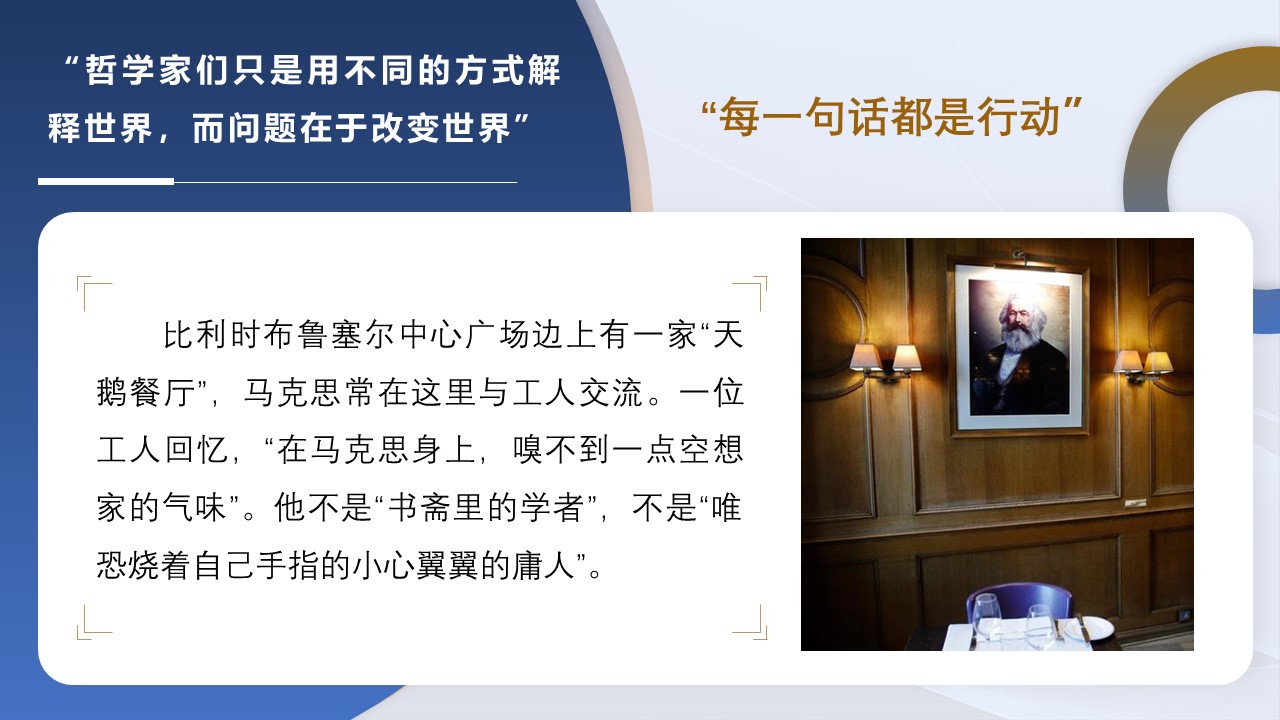 “哲学家们只是用不同的方式解
释世界，而问题在于改变世界”
“每一句话都是行动”
比利时布鲁塞尔中心广场边上有一家“天
鹅餐厅”，马克思常在这里与工人交流。一位
工人回忆，“在马克思身上，嗅不到一点空想
家的气味”。他不是“书斋里的学者”，不是“唯
恐烧着自己手指的小心翼翼的庸人”。